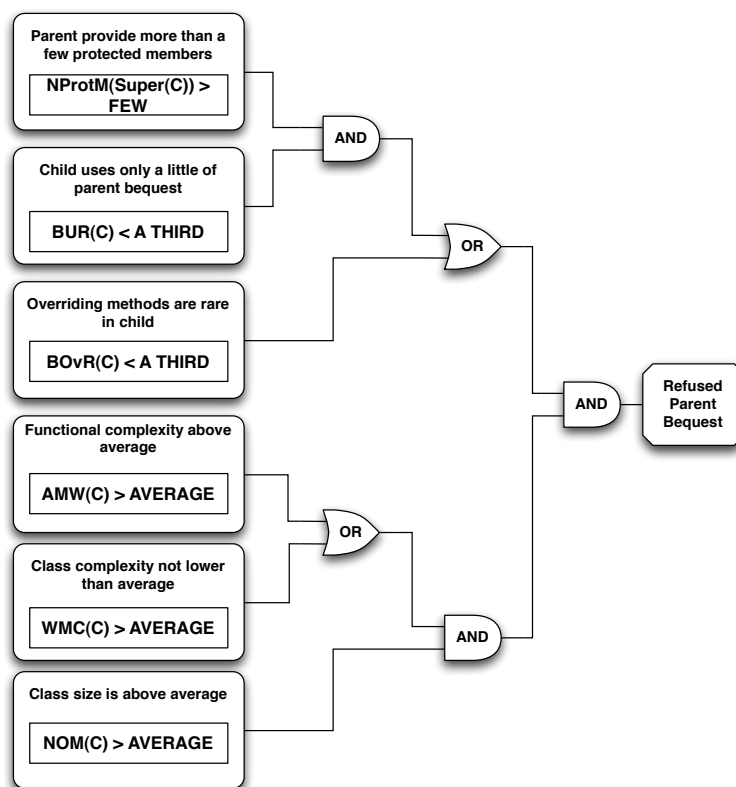 Parent provide more than a
few protected members
NProtM(Super(C)) >
FEW
AND
Child uses only a little of
parent bequest
BUR(C) < A THIRD
OR
Overriding methods are rare
in child
BOvR(C) < A THIRD
AND
Refused
Parent
Bequest
Functional complexity above
average
AMW(C) > AVERAGE
OR
Class complexity not lower
than average
WMC(C) > AVERAGE
AND
Class size is above average
NOM(C) > AVERAGE